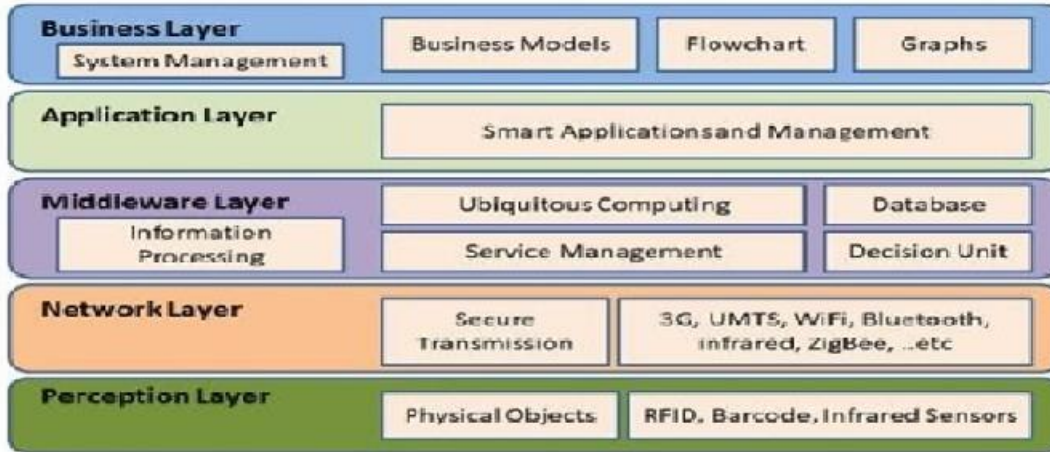 Business Layer
System Management
Business Models
Flowchart
Graphs
Application Layer
Smart Applicationsand Management
Middleware Layer
Information
Processing
Ubiquitous Computing
Database
Service Management
Decision Unit
Network Layer
Secure
Transmission
3G, UMTS, WiFi, Bluetooth,
infrared, ZigBee, ..etc
Perception Layer
Physical Objects
RFID, Barcode, Infrared Sensors